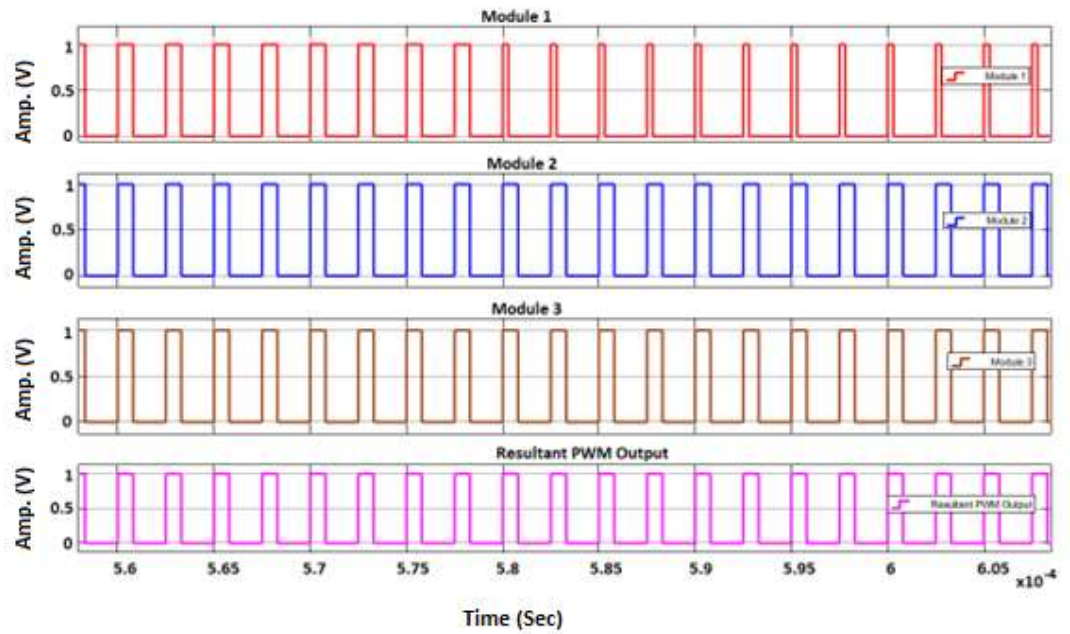 Module 1
Amp. (V)
1
0.5
0
Module 1
Module 2
Amp. (V)
1
0.5
0
Module 2
Module 3
Amp. (V)
1
0.5
0
Module 3
Resultant PWM Output
Amp. (V)
1
0.5
0
Resultant PWM Output
5.6 5.65 5.7 5.75 5.8 5.85 5.9 5.95 6 6.05
x10-4
Time (Sec)